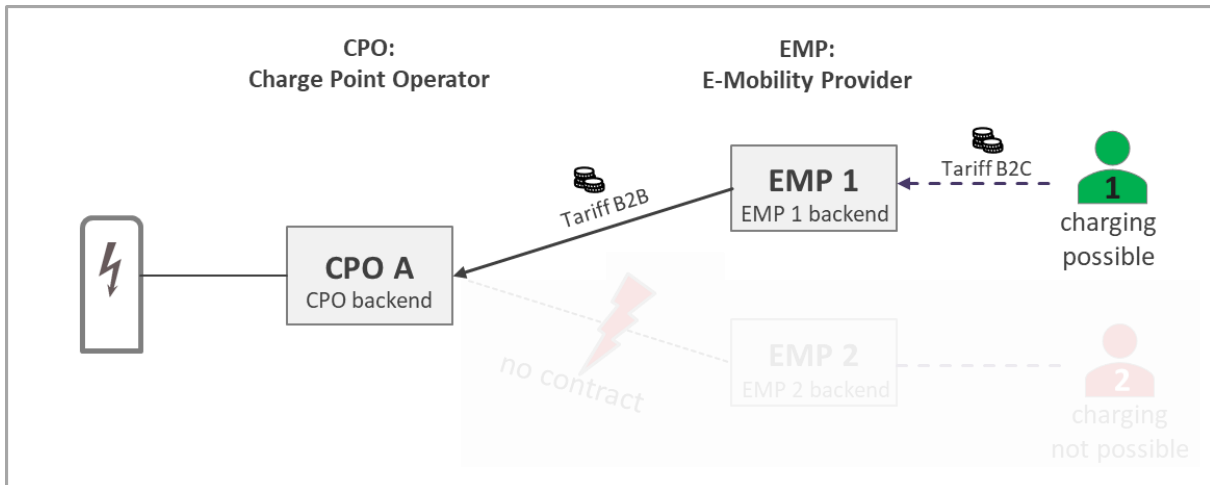 CPO:
Charge Point Operator
EMP:
E-Mobility Provider
Tariff B2C
EMP 1
EMP 1 backend
1
charging
possible
Tariff B2B
CPO A
CPO backend
no contract
EMP 2
EMP 2 backend
2
charging
not possible